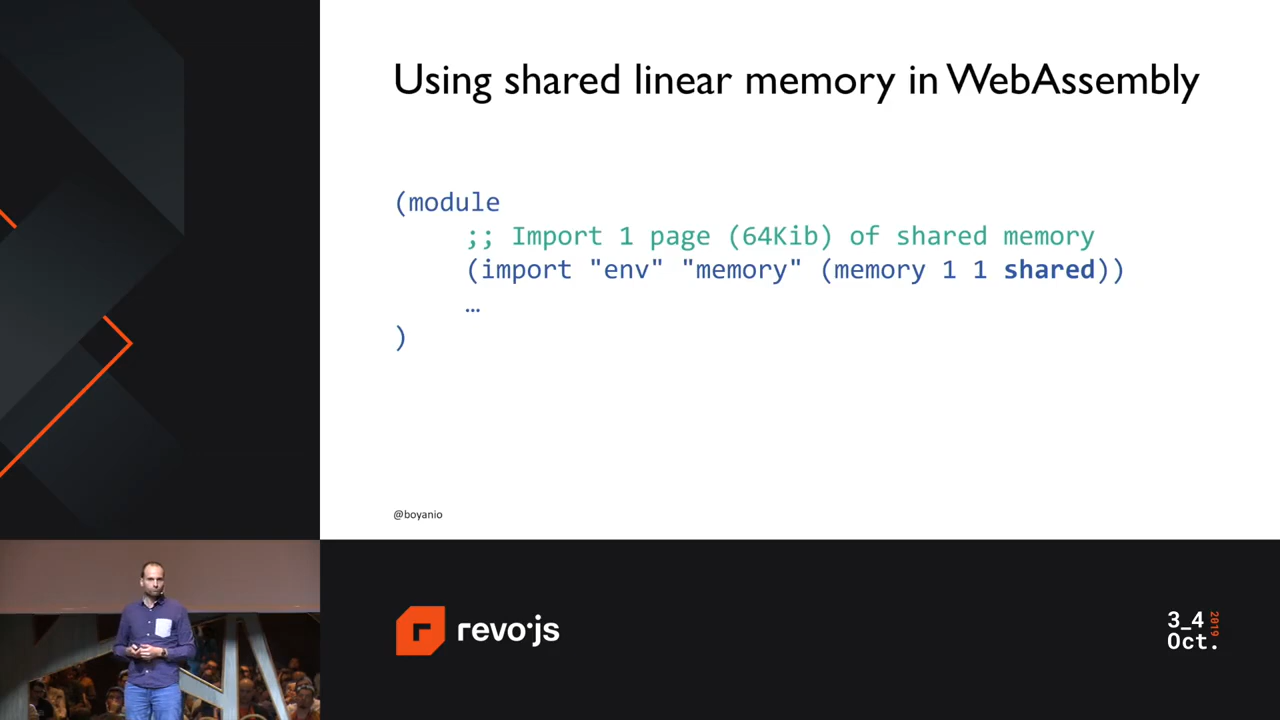 Using shared linear memory in WebAssembly
(module
;; Import 1 page (64Kib) of shared memory
(import "env" "memory" (memory 1 1 shared))
…
)
@boyanio
r
revo·js
3_4
Oct.
2019